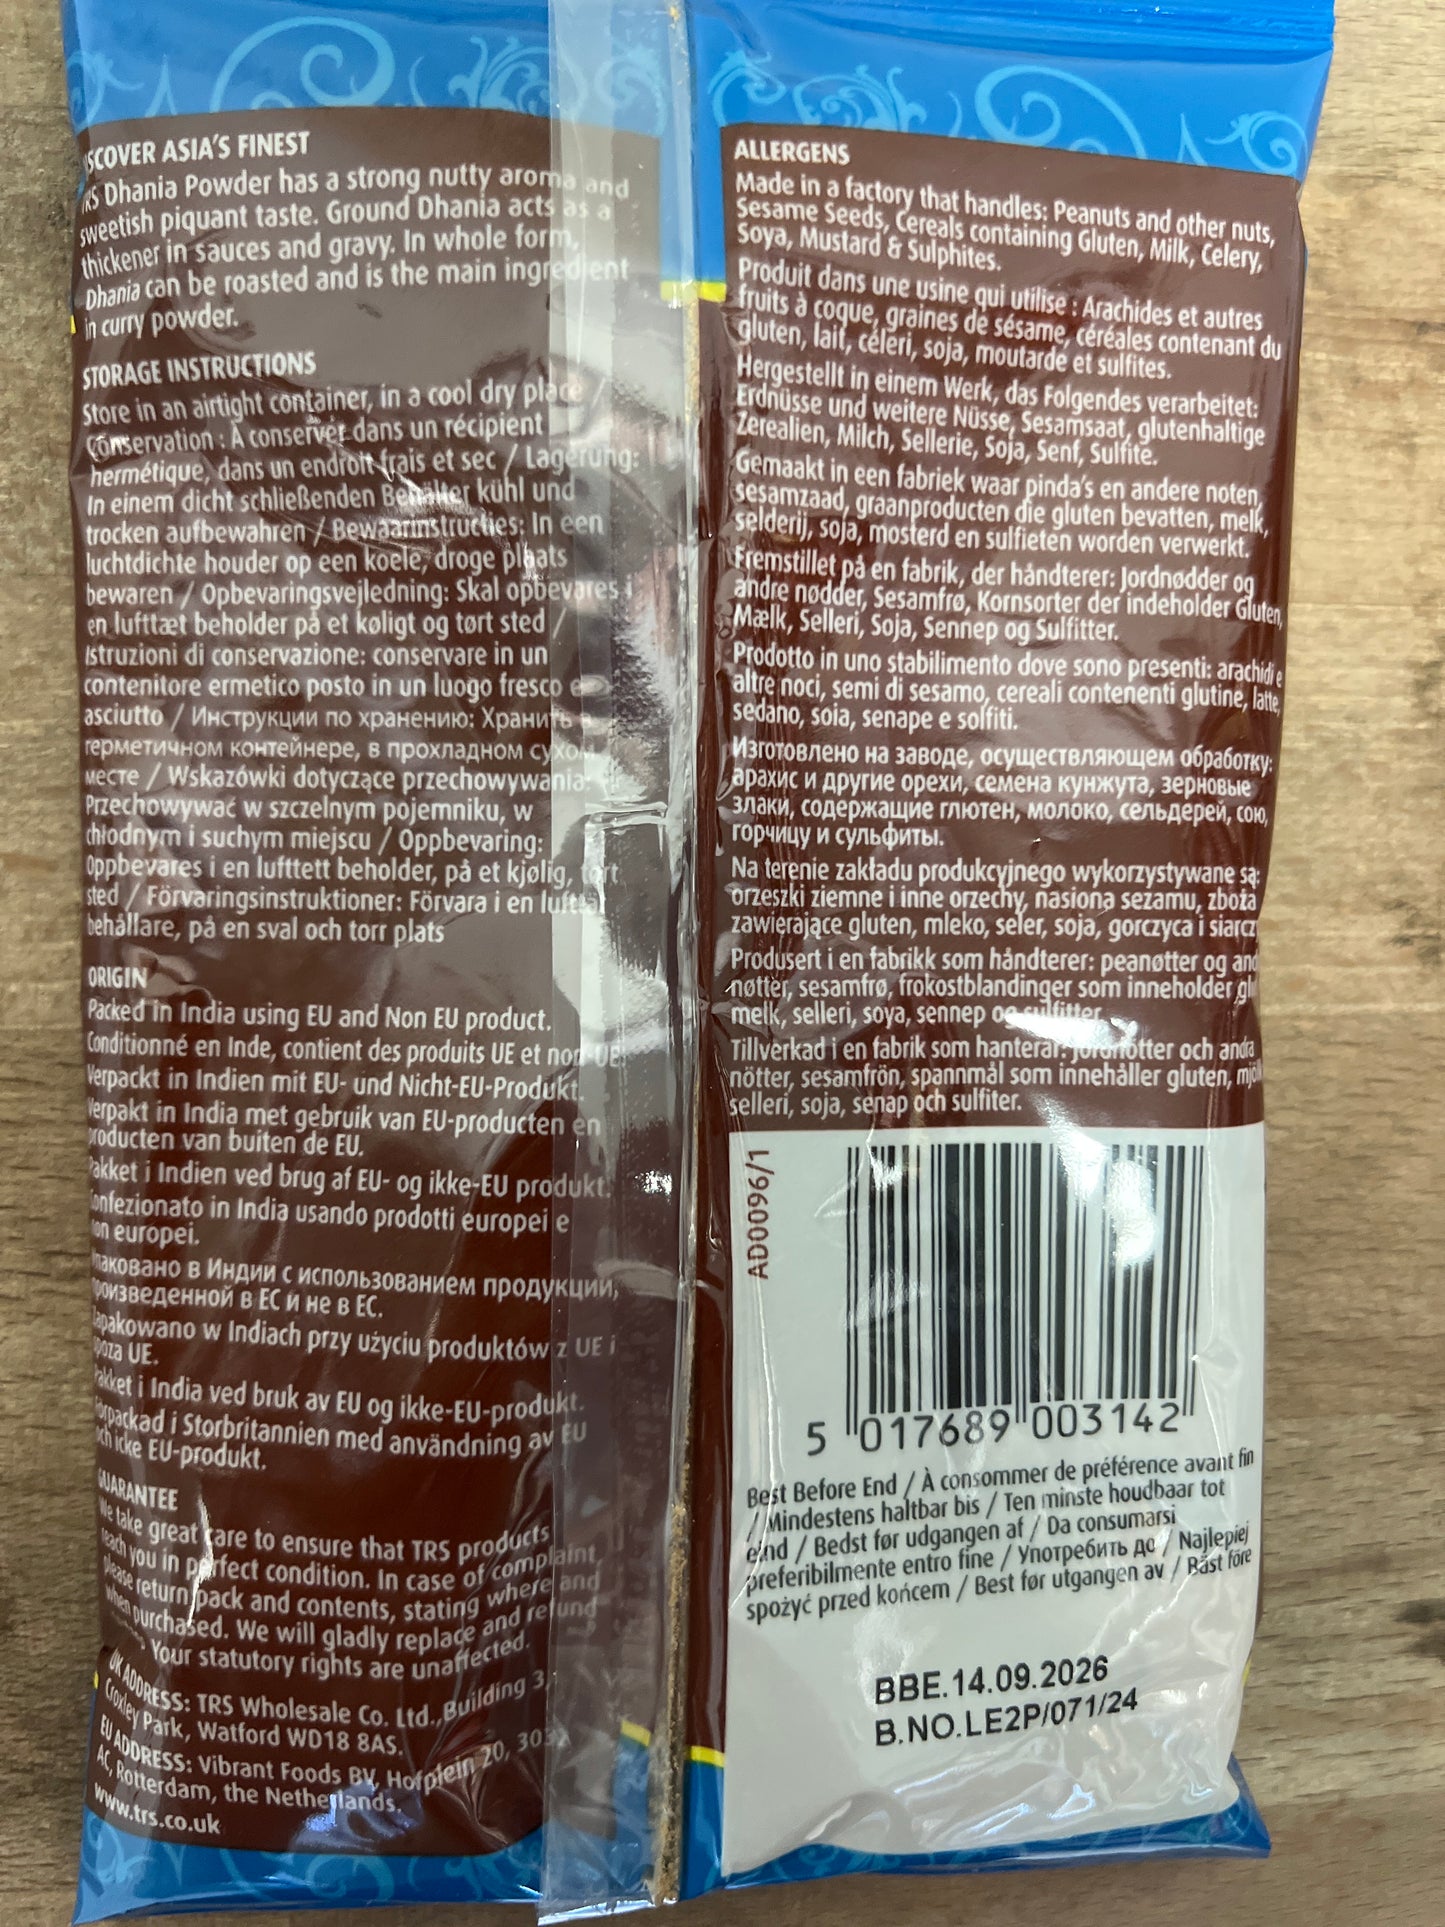 SCOVER ASIA'S FINEST
RS Dhania Powder has a strong nutty aroma and
sweetish piquant taste. Ground Dhania acts as a
thickener in sauces and gravy. In whole form,
Dhania can be roasted and is the main ingredient
in curry powder.
STORAGE INSTRUCTIONS
Store in an airtight container, in a cool dry place /
Conservation : À conserver dans un récipient
hermétique, dans un endroit frais et sec / Lagerung:
In einem dicht schließenden Behälter kühl und
trocken aufbewahren / Bewaarinstructies: In een
luchtdichte houder op een koele, droge plaats
bewaren / Opbevaringsvejledning: Skal opbevares i
en lufttæt beholder på et køligt og tørt sted /
Istruzioni di conservazione: conservare in un
contenitore ermetico posto in un luogo fresco e
asciutto / Инструкции по хранению: Хранить в
герметичном контейнере, в прохладном сухом
месте / Wskazówki dotyczące przechowywania:
Przechowywać w szczelnym pojemniku, w
chłodnym i suchym miejscu / Oppbevaring:
Oppbevares i en lufttett beholder, på et kjølig, tørt
sted / Förvaringsinstruktioner: Förvara i en lufttät
behållare, på en sval och torr plats
ORIGIN
Packed in India using EU and Non EU product.
Conditionné en Inde, contient des produits UE et non-UE
Verpackt in Indien mit EU- und Nicht-EU-Produkt.
Verpakt in India met gebruik van EU-producten en
producten van buiten de EU.
Pakket i Indien ved brug af EU- og ikke-EU produkt.
Confezionato in India usando prodotti europei e
non europei.
паковано в Индии с использованием продукции,
произведенной в ЕС и не в ЕС.
Zapakowano w Indiach przy użyciu produktów z UE i
spoza UE.
Pakket i India ved bruk av EU og ikke-EU-produkt.
Förpackad i Storbritannien med användning av EU
och icke EU-produkt.
GUARANTEE
We take great care to ensure that TRS products
reach you in perfect condition. In case of complaint,
please return pack and contents, stating where and
when purchased. We will gladly replace and refund
Your statutory rights are unaffected.
UK ADDRESS: TRS Wholesale Co. Ltd., Building 3,
Croxley Park, Watford WD18 8AS.
EU ADDRESS: Vibrant Foods BV, Hofplein 20, 3032
AC, Rotterdam, the Netherlands.
www.trs.co.uk
ALLERGENS
Made in a factory that handles: Peanuts and other nuts,
Sesame Seeds, Cereals containing Gluten, Milk, Celery,
Soya, Mustard & Sulphites.
Produit dans une usine qui utilise : Arachides et autres
fruits à coque, graines de sésame, céréales contenant du
gluten, lait, céleri, soja, moutarde et sulfites.
Hergestellt in einem Werk, das Folgendes verarbeitet:
Erdnüsse und weitere Nüsse, Sesamsaat, glutenhaltige
Zerealien, Milch, Sellerie, Soja, Senf, Sulfite.
Gemaakt in een fabriek waar pinda's en andere noten,
sesamzaad, graanproducten die gluten bevatten, melk,
selderij, soja, mosterd en sulfieten worden verwerkt.
Fremstillet på en fabrik, der håndterer: Jordnødder og
andre nødder, Sesamfrø, Kornsorter der indeholder Gluten,
Mælk, Selleri, Soja, Sennep og Sulfitter.
Prodotto in uno stabilimento dove sono presenti: arachidi e
altre noci, semi di sesamo, cereali contenenti glutine, latte,
sedano, soia, senape e solfiti.
Изготовлено на заводе, осуществляющем обработку:
арахис и другие орехи, семена кунжута, зерновые
злаки, содержащие глютен, молоко, сельдерей, сою,
горчицу и сульфиты.
Na terenie zakładu produkcyjnego wykorzystywane są:
orzeszki ziemne i inne orzechy, nasiona sezamu, zboża
zawierające gluten, mleko, seler, soja, gorczyca i siarcz
Produsert i en fabrikk som håndterer: peanøtter og and
nøtter, sesamfrø, frokostblandinger som inneholder glu
melk, selleri, soya, sennep og sulfitter
Tillverkad i en fabrik som hanterar: jordnötter och andra
nötter, sesamfrön, spannmål som innehåller gluten, mjölk
selleri, soja, senap och sulfiter.
AD0096/1
5 017689 003142
Best Before End / À consommer de préférence avant fin
/ Mindestens haltbar bis / Ten minste houdbaar tot
eind / Bedst før udgangen af / Da consumarsi
preferibilmente entro fine / Употребить до / Najlepiej
spożyć przed końcem / Best før utgangen av / Bäst före
BBE.14.09.2026
B.NO.LE2P/071/24